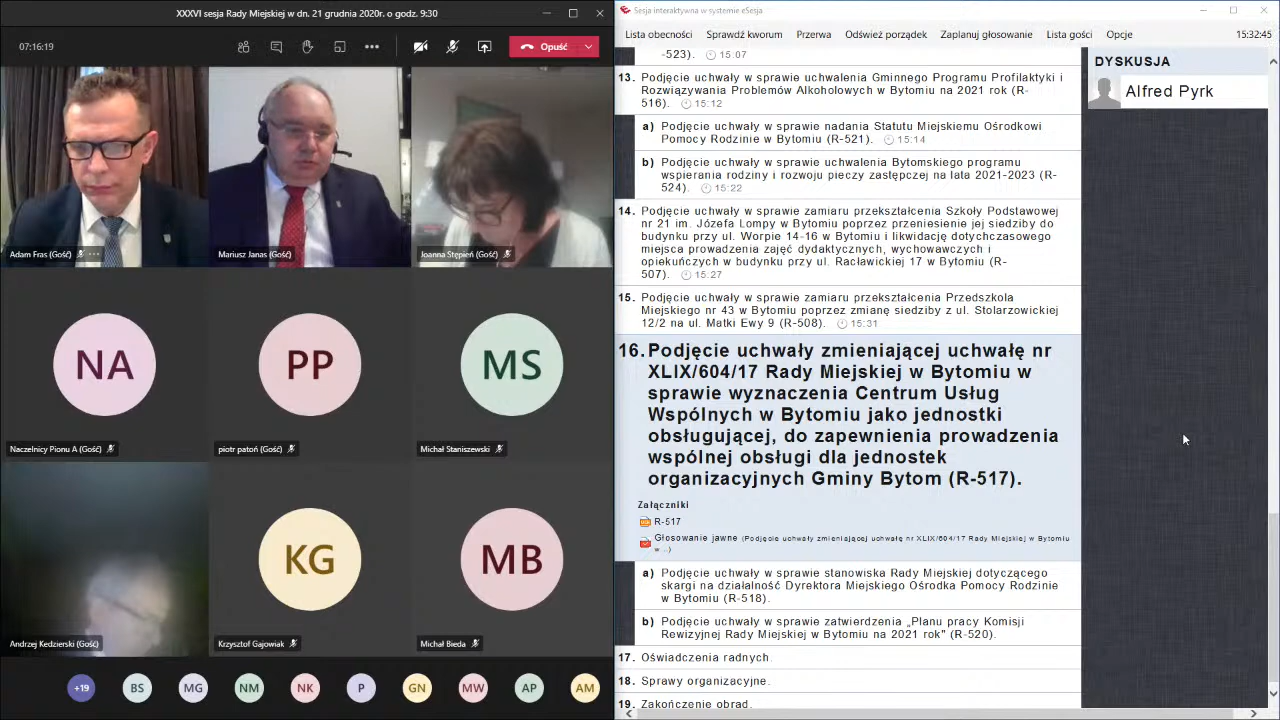 XXXVI sesja Rady Miejskiej w dn. 21 grudnia 2020r. o godz. 9:30
07:16:19
Opuść
Adam Fras (Gość)
Mariusz Janas (Gość)
Joanna Stępień (Gość)
NA
PP
MS
Naczelnicy Pionu A (Gość)
piotr patoń (Gość)
Michał Staniszewski
KG
MB
Andrzej Kedzierski (Gość)
Krzysztof Gajowiak
Michał Bieda
+19
BS
MG
NM
NK
P
GN
MW
AP
AM
Sesja interaktywna w systemie eSesja
Lista obecności
Sprawdź kworum
Przerwa
Odśwież porządek
Zaplanuj głosowanie
Lista gości
Opcje
15:32:45
-523). 15:07
13. Podjęcie uchwały w sprawie uchwalenia Gminnego Programu Profilaktyki i
Rozwiązywania Problemów Alkoholowych w Bytomiu na 2021 rok (R-
516). 15:12
a) Podjęcie uchwały w sprawie nadania Statutu Miejskiemu Ośrodkowi
Pomocy Rodzinie w Bytomiu (R-521). 15:14
b) Podjęcie uchwały w sprawie uchwalenia Bytomskiego programu
wspierania rodziny i rozwoju pieczy zastępczej na lata 2021-2023 (R-
524). 15:22
14. Podjęcie uchwały w sprawie zamiaru przekształcenia Szkoły Podstawowej
nr 21 im. Józefa Lompy w Bytomiu poprzez przeniesienie jej siedziby do
budynku przy ul. Worpie 14-16 w Bytomiu i likwidację dotychczasowego
miejsca prowadzenia zajęć dydaktycznych, wychowawczych i
opiekuńczych w budynku przy ul. Racławickiej 17 w Bytomiu (R-
507). 15:27
15. Podjęcie uchwały w sprawie zamiaru przekształcenia Przedszkola
Miejskiego nr 43 w Bytomiu poprzez zmianę siedziby z ul. Stolarzowickiej
12/2 na ul. Matki Ewy 9 (R-508). 15:31
16. Podjęcie uchwały zmieniającej uchwałę nr
XLIX/604/17 Rady Miejskiej w Bytomiu w
sprawie wyznaczenia Centrum Usług
Wspólnych w Bytomiu jako jednostki
obsługującej, do zapewnienia prowadzenia
wspólnej obsługi dla jednostek
organizacyjnych Gminy Bytom (R-517).
Załączniki
R-517
Głosowanie jawne (Podjęcie uchwały zmieniającej uchwałę nr XLIX/604/17 Rady Miejskiej w Bytomiu
w ..)
a) Podjęcie uchwały w sprawie stanowiska Rady Miejskiej dotyczącego
skargi na działalność Dyrektora Miejskiego Ośrodka Pomocy Rodzinie
w Bytomiu (R-518).
b) Podjęcie uchwały w sprawie zatwierdzenia „Planu pracy Komisji
Rewizyjnej Rady Miejskiej w Bytomiu na 2021 rok" (R-520).
17. Oświadczenia radnych.
18. Sprawy organizacyjne.
19. Zakończenie obrad.
DYSKUSJA
Alfred Pyrk